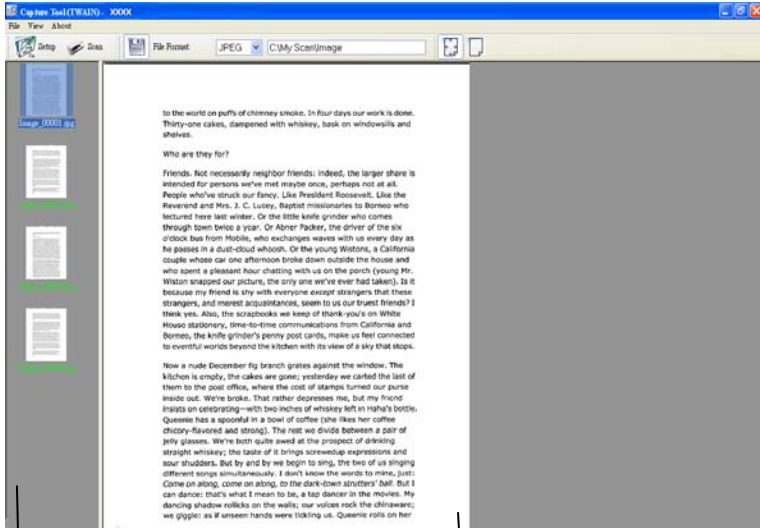 Capture Tool(TWAIN)- XXXX
File View About
Setup Scan File Format JPEG C:\My Scan\Image
Image_00001.jpg
to the world on puffs of chimney smoke. In four days our work is done.
Thirty-one cakes, dampened with whiskey, bask on windowsills and
shelves.
Who are they for?
Friends. Not necessarily neighbor friends: indeed, the larger share is
intended for persons we've met maybe once, perhaps not at all.
People who've struck our fancy. Like President Roosevelt. Like the
Reverend and Mrs. J. C. Lucey, Baptist missionaries to Borneo who
lectured here last winter. Or the little knife grinder who comes
through town twice a year. Or Abner Packer, the driver of the six
o'clock bus from Mobile, who exchanges waves with us every day as
he passes in a dust-cloud whoosh. Or the young Wistons, a California
couple whose car one afternoon broke down outside the house and
who spent a pleasant hour chatting with us on the porch (young Mr.
Wiston snapped our picture, the only one we've ever had taken). Is it
because my friend is shy with everyone except strangers that these
strangers, and merest acquaintances, seem to us our truest friends? I
think yes. Also, the scrapbooks we keep of thank-you's on White
House stationery, time-to-time communications from California and
Borneo, the knife grinder's penny post cards, make us feel connected
to eventful worlds beyond the kitchen with its view of a sky that stops.
Now a nude December fig branch grates against the window. The
kitchen is empty, the cakes are gone; yesterday we carted the last of
them to the post office, where the cost of stamps turned our purse
inside out. We're broke. That rather depresses me, but my friend
insists on celebrating—with two inches of whiskey left in Haha's bottle.
Queenie has a spoonful in a bowl of coffee (she likes her coffee
chicory-flavored and strong). The rest we divide between a pair of
jelly glasses. We're both quite awed at the prospect of drinking
straight whiskey; the taste of it brings screwedup expressions and
sour shudders. But by and by we begin to sing, the two of us singing
different songs simultaneously. I don't know the words to mine, just:
Come on along, come on along, to the dark-town strutters' ball. But I
can dance: that's what I mean to be, a tap dancer in the movies. My
dancing shadow rollicks on the walls; our voices rock the chinaware;
we giggle: as if unseen hands were tickling us. Queenie rolls on her